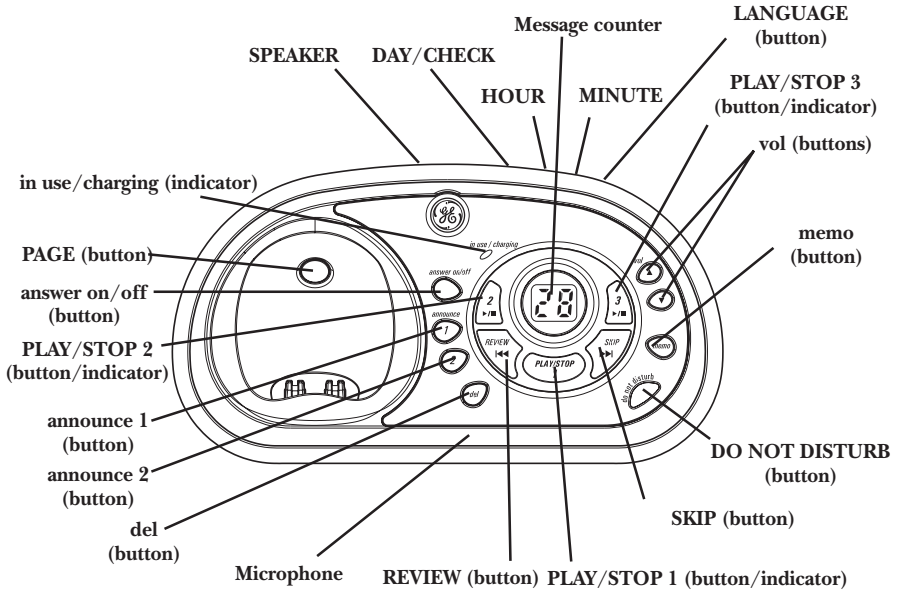 Message counter
LANGUAGE
(button)
SPEAKER
DAY/CHECK
PLAY/STOP 3
(button/indicator)
HOUR
MINUTE
vol (buttons)
in use/charging (indicator)
memo
(button)
PAGE (button)
answer on/off
(button)
PLAY/STOP 2
(button/indicator)
announce 1
(button)
announce 2
(button)
del
(button)
Microphone
REVIEW (button)
PLAY/STOP 1 (button/indicator)
SKIP (button)
DO NOT DISTURB
(button)
GE
in use / charging
answer on/off
announce
1
2
del
2
28
3
REVIEW
PLAY/STOP
SKIP
vol
memo
do not disturb